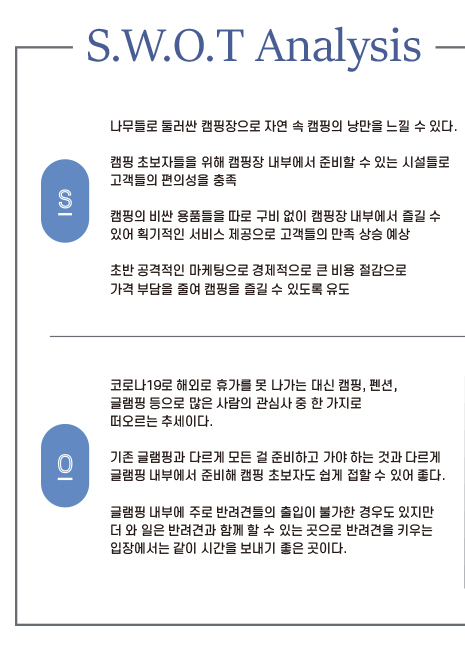 S.W.O.T Analysis
S
나무들로 둘러싼 캠핑장으로 자연 속 캠핑의 낭만을 느낄 수 있다.
캠핑 초보자들을 위해 캠핑장 내부에서 준비할 수 있는 시설들로
고객들의 편의성을 충족
캠핑의 비싼 용품들을 따로 구비 없이 캠핑장 내부에서 즐길 수
있어 획기적인 서비스 제공으로 고객들의 만족 상승 예상
초반 공격적인 마케팅으로 경제적으로 큰 비용 절감으로
가격 부담을 줄여 캠핑을 즐길 수 있도록 유도
O
코로나19로 해외로 휴가를 못 나가는 대신 캠핑, 펜션,
글램핑 등으로 많은 사람의 관심사 중 한 가지로
떠오르는 추세이다.
기존 글램핑과 다르게 모든 걸 준비하고 가야 하는 것과 다르게
글램핑 내부에서 준비해 캠핑 초보자도 쉽게 접할 수 있어 좋다.
글램핑 내부에 주로 반려견들의 출입이 불가한 경우도 있지만
더 와 일은 반려견과 함께 할 수 있는 곳으로 반려견을 키우는
입장에서는 같이 시간을 보내기 좋은 곳이다.